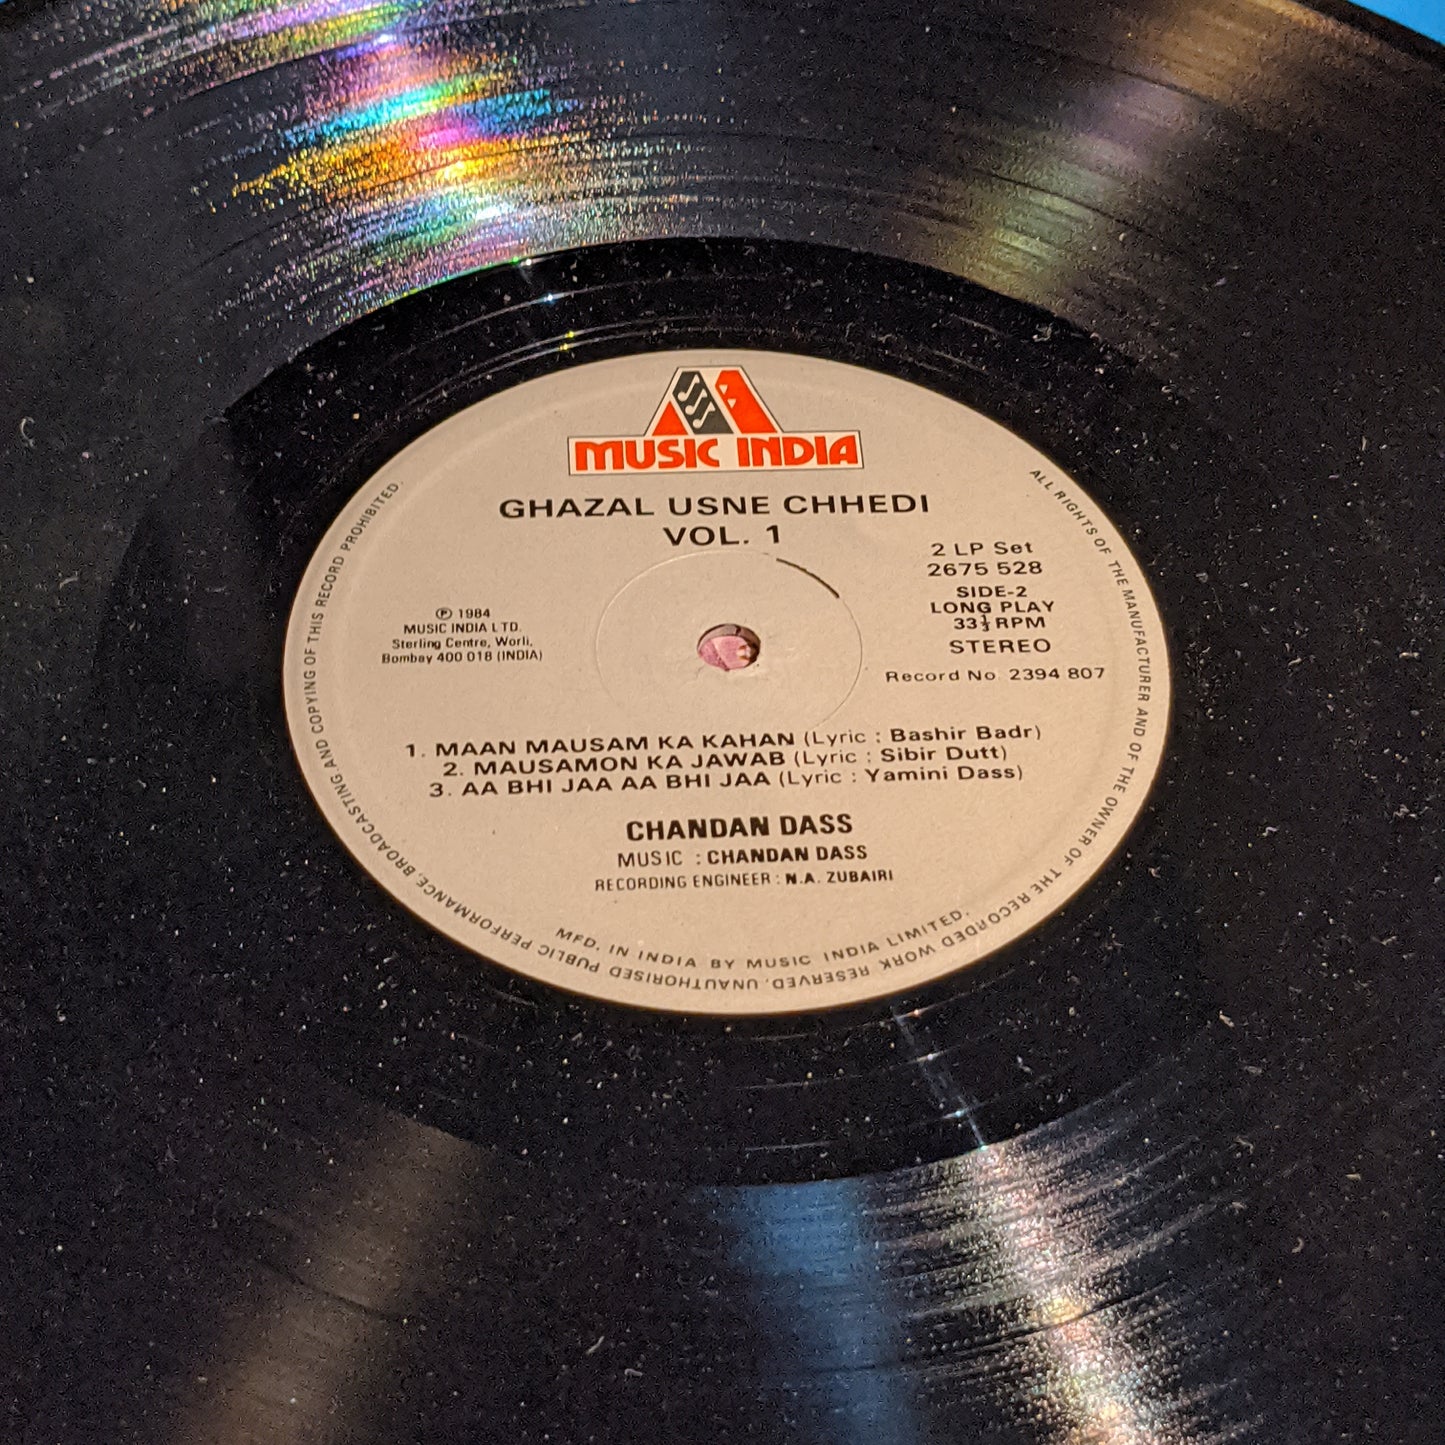 MUSIC INDIA
GHAZAL USNE CHHEDI
VOL. 1
2 LP Set
2675 528
SIDE-2
LONG PLAY
33⅓ RPM
STEREO
Record No. 2394 807
Ⓟ 1984
MUSIC INDIA LTD.
Sterling Centre, Worli,
Bombay 400 018 (INDIA)
1. MAAN MAUSAM KA KAHAN (Lyric : Bashir Badr)
2. MAUSAMON KA JAWAB (Lyric : Sibir Dutt)
3. AA BHI JAA AA BHI JAA (Lyric : Yamini Dass)
CHANDAN DASS
MUSIC : CHANDAN DASS
RECORDING ENGINEER : N.A. ZUBAIRI
MFD. IN INDIA BY MUSIC INDIA LIMITED.
ALL RIGHTS OF THE MANUFACTURER AND OF THE OWNER OF THE RECORDED WORK RESERVED. UNAUTHORISED PUBLIC PERFORMANCE, BROADCASTING AND COPYING OF THIS RECORD PROHIBITED.